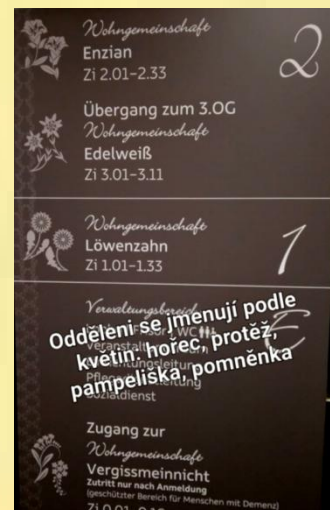 Wohngemeinschaft
Enzian
Zi 2.01-2.33
2
Übergang zum 3.OG
Wohngemeinschaft
Edelweiß
Zi 3.01-3.11
Wohngemeinschaft
Löwenzahn
Zi 1.01-1.33
1
Verwaltungsbereich
WC
Oddělení se jmenují podle
květin: hořec, protěž,
pampeliška, pomněnka
E
Sozialdienst
Zugang zur
Wohngemeinschaft
Vergissmeinnicht
Zutritt nur nach Anmeldung
(geschützter Bereich für Menschen mit Demenz)